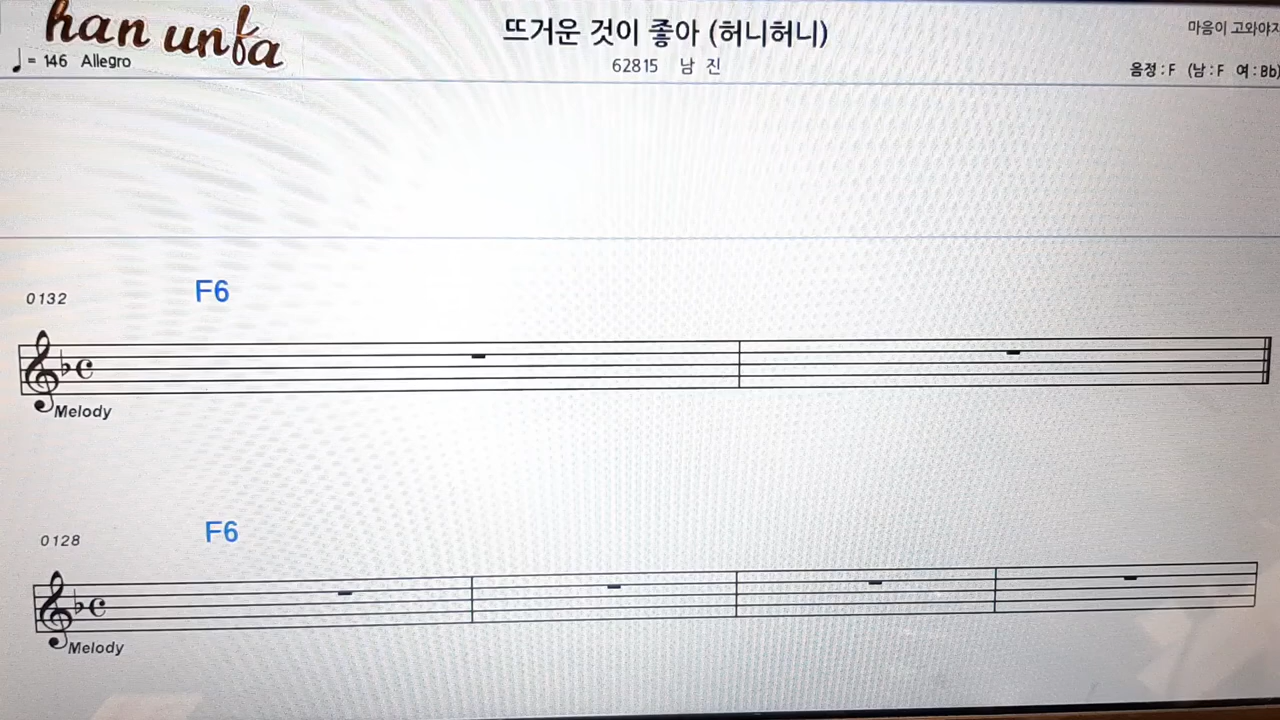 han unfa
뜨거운 것이 좋아 (허니허니)
마음이 고와야지
♩= 146 Allegro
62815 남 진
음정 : F (남 : F 여 : Bb)
0132
F6
Melody
0128
F6
Melody